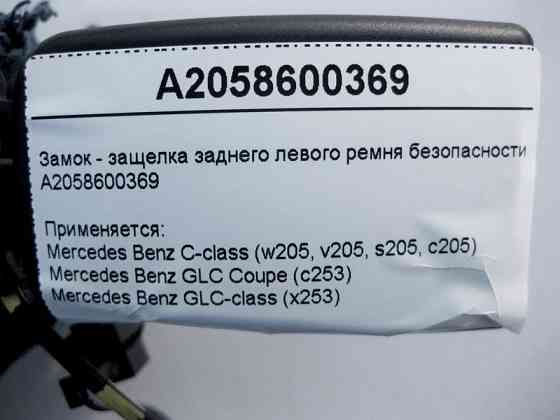 A2058600369
Замок - защелка заднего левого ремня безопасности
A2058600369
Применяется:
Mercedes Benz C-class (w205, v205, s205, c205)
Mercedes Benz GLC Coupe (c253)
Mercedes Benz GLC-class (x253)